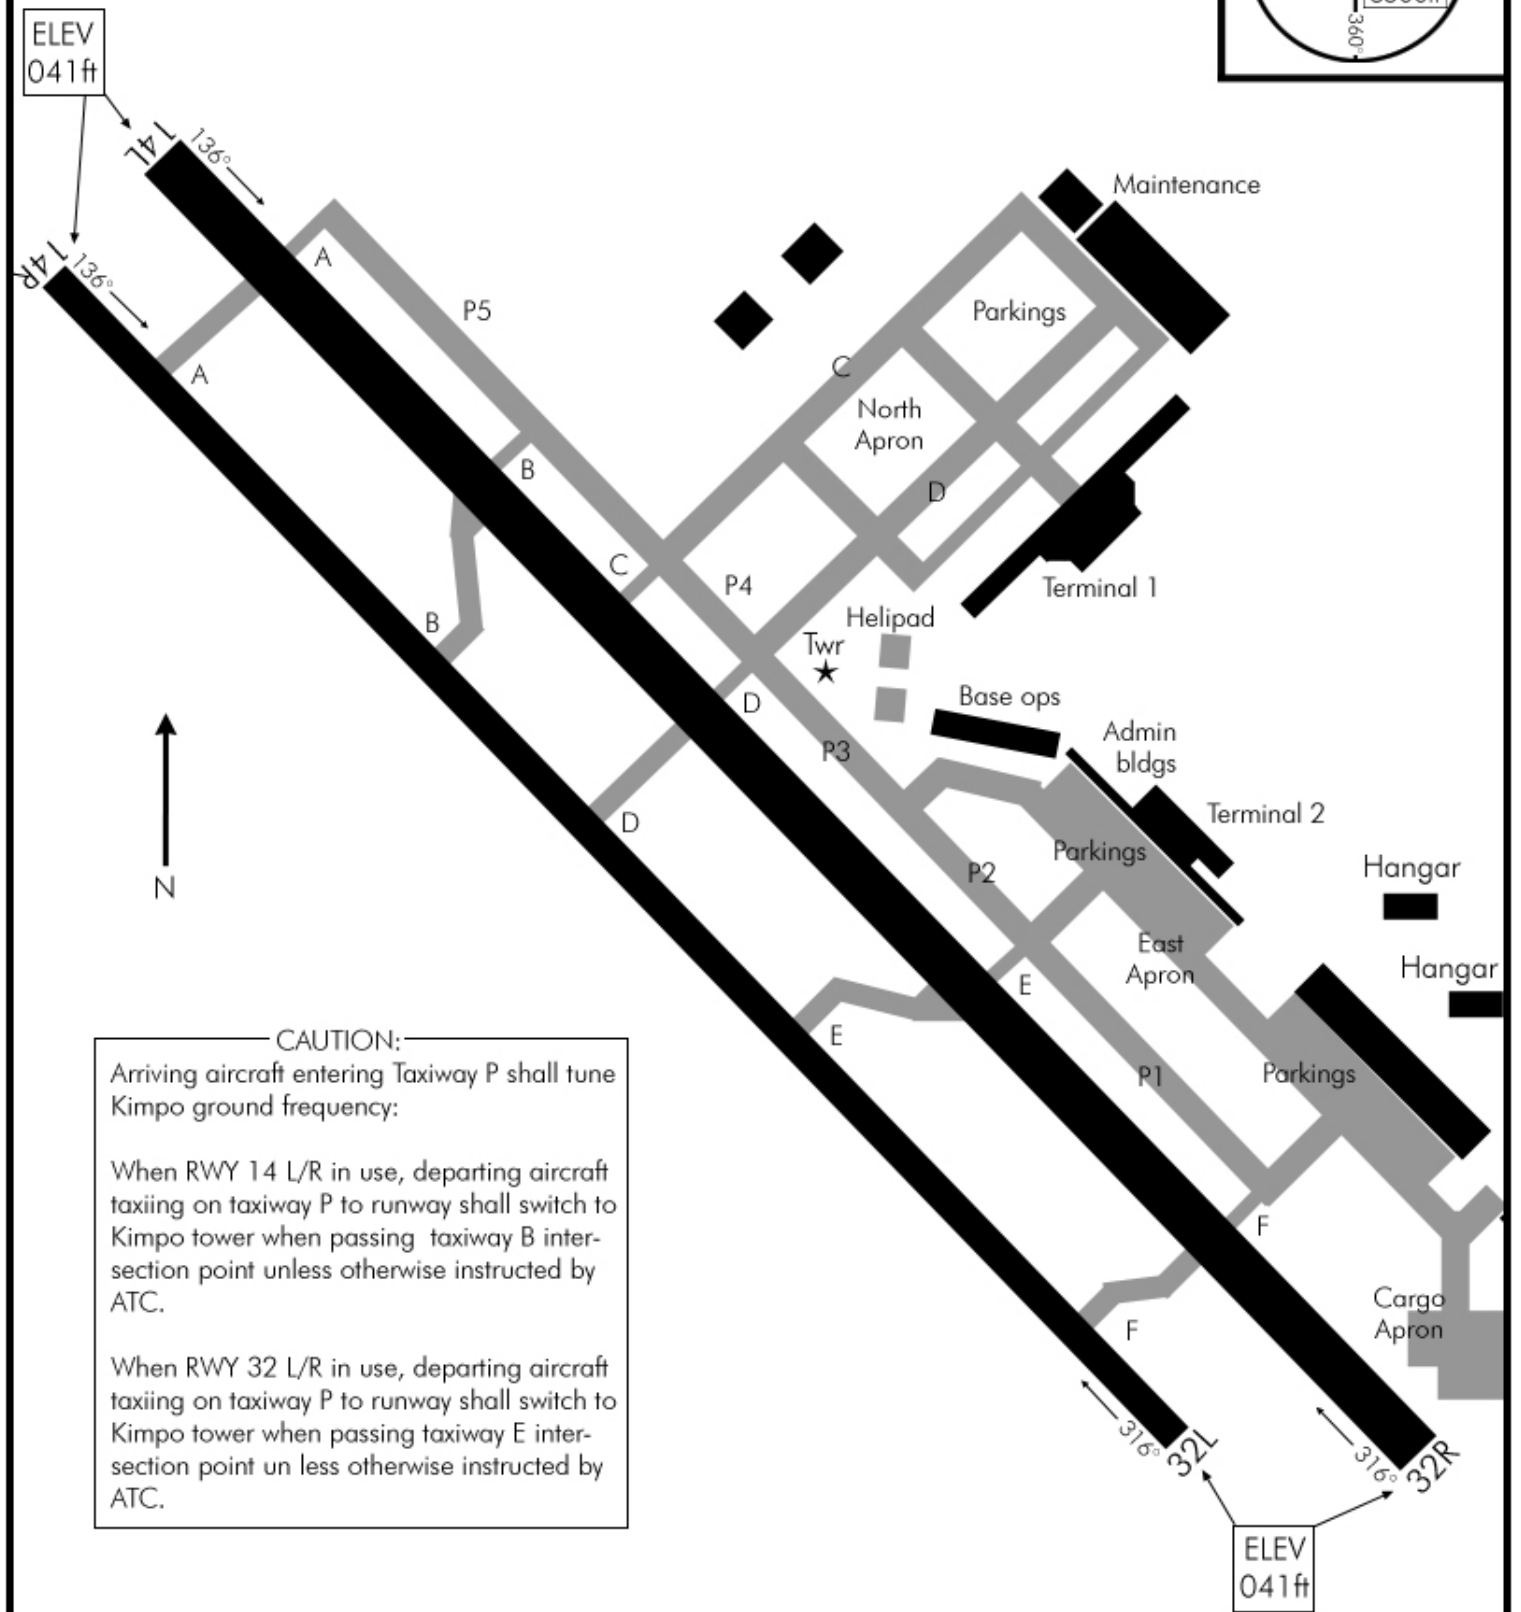 ELEV
041ft
360°
14L
136°
14R
136°
Maintenance
A
P5
Parkings
A
C
North
Apron
B
D
C
P4
Terminal 1
B
Helipad
Twr
D
Base ops
P3
Admin
bldgs
Terminal 2
D
Parkings
P2
Hangar
N
East
Apron
Hangar
E
E
P1
Parkings
CAUTION:
Arriving aircraft entering Taxiway P shall tune
Kimpo ground frequency:
When RWY 14 L/R in use, departing aircraft
taxiing on taxiway P to runway shall switch to
Kimpo tower when passing taxiway B inter-
section point unless otherwise instructed by
ATC.
When RWY 32 L/R in use, departing aircraft
taxiing on taxiway P to runway shall switch to
Kimpo tower when passing taxiway E inter-
section point un less otherwise instructed by
ATC.
F
Cargo
Apron
F
316°
32L
316°
32R
ELEV
041ft